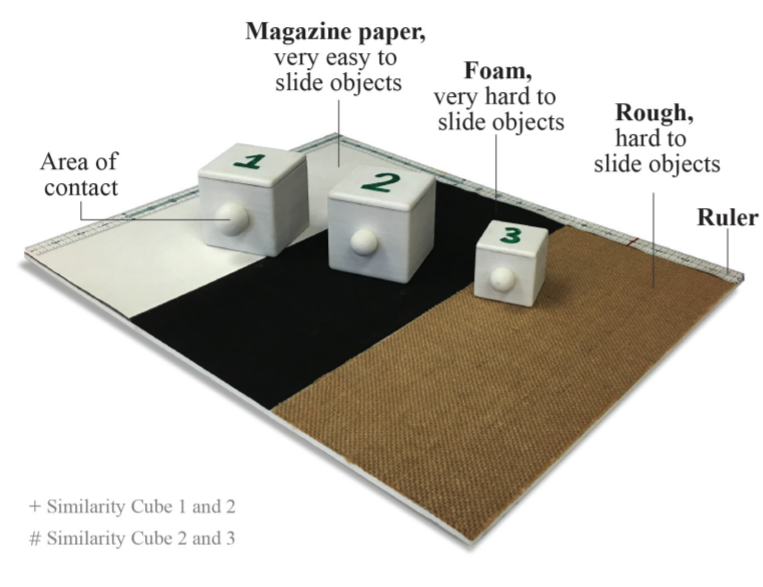 Magazine paper,
very easy to
slide objects
Foam,
very hard to
slide objects
Rough,
hard to
slide objects
Area of
contact
Ruler
1
2
3
+ Similarity Cube 1 and 2
# Similarity Cube 2 and 3